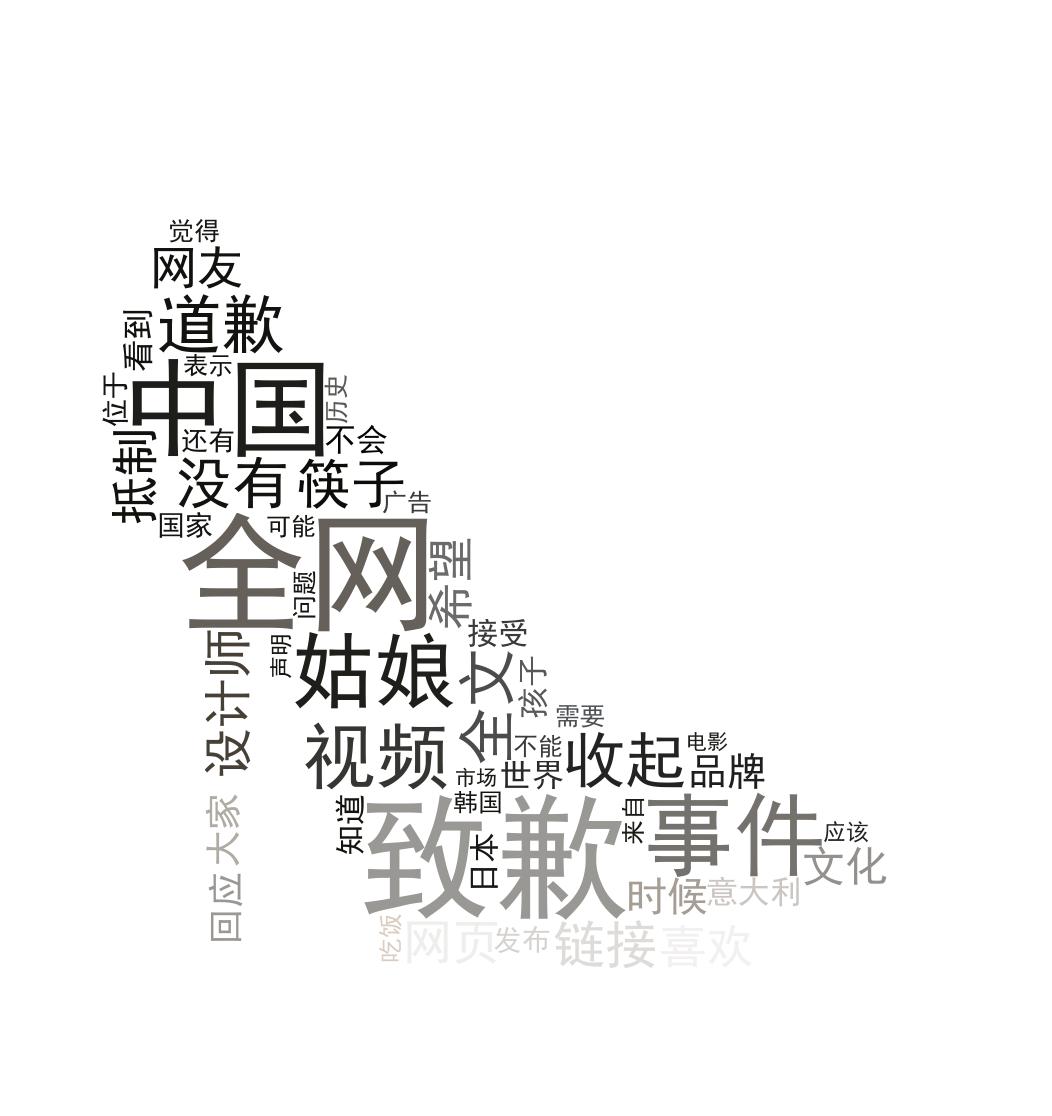 觉得
网友
道歉
看到
表示
位于
中国
历史
还有
不会
抵制
没有
筷子
广告
国家
可能
全网
希望
问题
接受
设计师
声明
姑娘
全文
孩子
需要
视频
不能
收起
电影
市场
世界
品牌
韩国
大家
知道
致歉
日本
来自
事件
应该
文化
回应
时候
意大利
吃饭
网页
发布
链接
喜欢